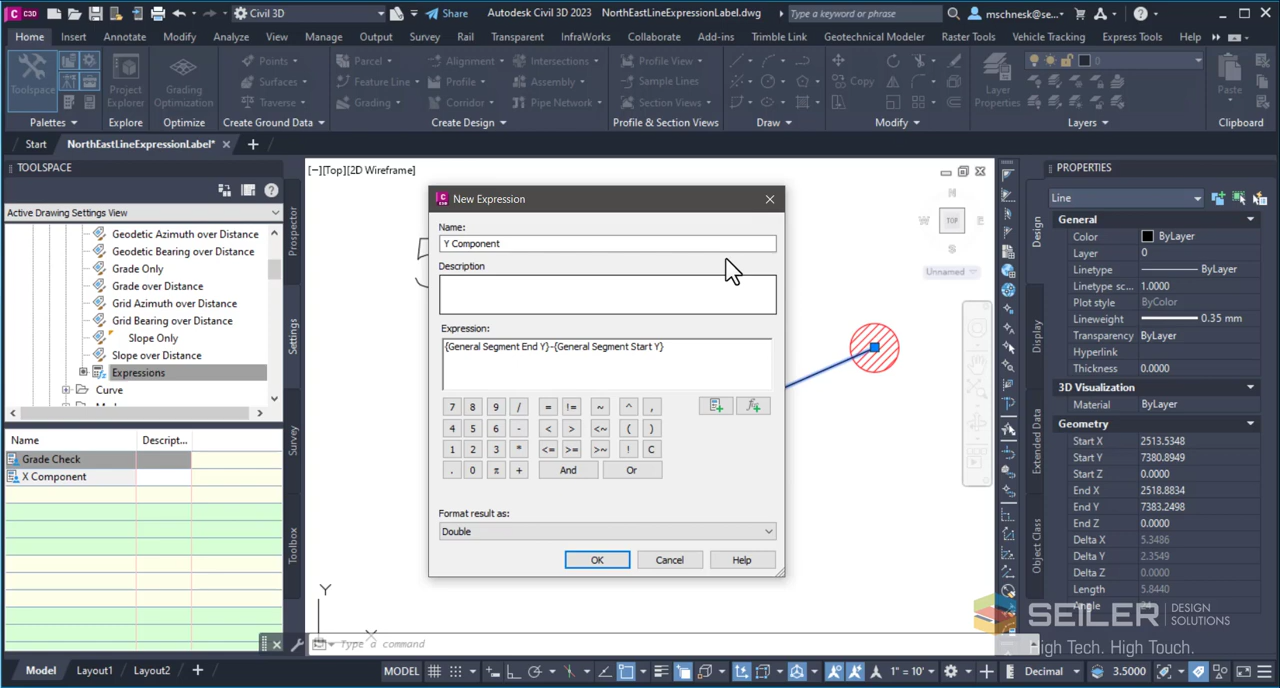 C3D
Civil 3D
Share
Autodesk Civil 3D 2023
NorthEastLineExpressionLabel.dwg
Type a keyword or phrase
mschnesk@se...
Home
Insert
Annotate
Modify
Analyze
View
Manage
Output
Survey
Rail
Transparent
InfraWorks
Collaborate
Add-ins
Trimble Link
Geotechnical Modeler
Raster Tools
Vehicle Tracking
Express Tools
Help
Toolspace
Project Explorer
Grading Optimization
Points
Surfaces
Traverse
Parcel
Feature Line
Grading
Alignment
Profile
Corridor
Intersections
Assembly
Pipe Network
Profile View
Sample Lines
Section Views
Copy
Layer Properties
0
Paste
Palettes
Explore
Optimize
Create Ground Data
Create Design
Profile & Section Views
Draw
Modify
Layers
Clipboard
Start
NorthEastLineExpressionLabel*
TOOLSPACE
Active Drawing Settings View
Geodetic Azimuth over Distance
Geodetic Bearing over Distance
Grade Only
Grade over Distance
Grid Azimuth over Distance
Grid Bearing over Distance
Slope Only
Slope over Distance
Expressions
Curve
Name
Descript...
Grade Check
X Component
Prospector
Settings
Survey
Toolbox
[−][Top][2D Wireframe]
New Expression
Name:
Y Component
Description
Expression:
{General Segment End Y}-{General Segment Start Y}
7 8 9 / = != ~ ^ ,
4 5 6 - < > <~ ( )
1 2 3 * <= >= >~ ! C
. 0 π + And Or
Format result as:
Double
OK
Cancel
Help
N
W
TOP
E
S
Unnamed
Y
X
Type a command
PROPERTIES
Line
Design
Display
Extended Data
Object Class
General
Color ByLayer
Layer 0
Linetype ByLayer
Linetype sc... 1.0000
Plot style ByColor
Lineweight 0.35 mm
Transparency ByLayer
Hyperlink
Thickness 0.0000
3D Visualization
Material ByLayer
Geometry
Start X 2513.5348
Start Y 7380.8949
Start Z 0.0000
End X 2518.8834
End Y 7383.2498
End Z 0.0000
Delta X 5.3486
Delta Y 2.3549
Delta Z 0.0000
Length 5.8440
Angle
SEILER
DESIGN SOLUTIONS
High Tech. High Touch.
Model
Layout1
Layout2
MODEL
1" = 10'
Decimal
3.5000